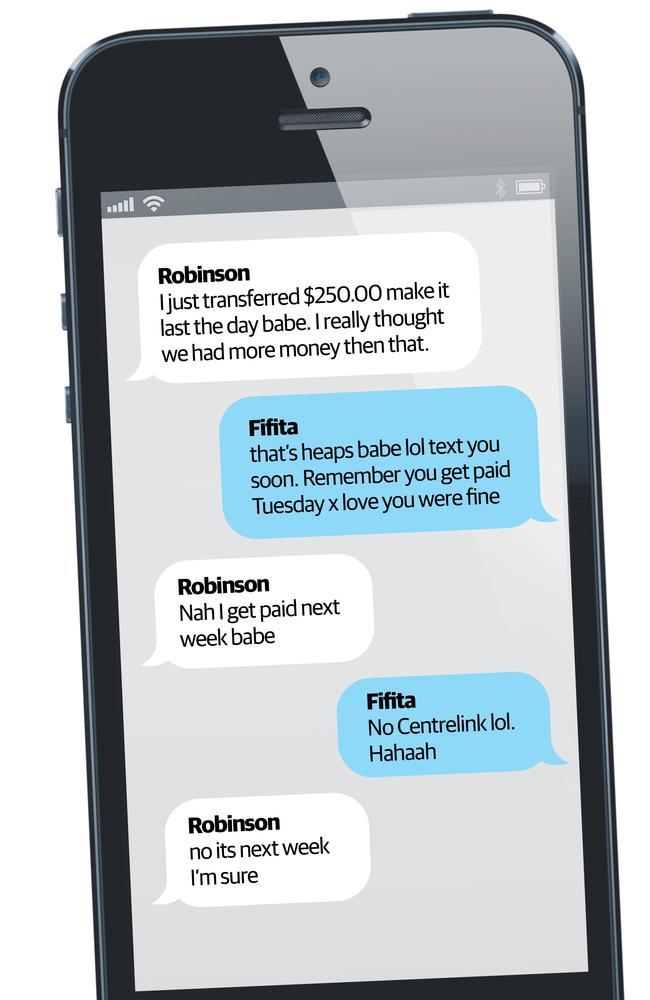 Robinson
I just transferred $250.00 make it
last the day babe. I really thought
we had more money then that.
Fifita
that's heaps babe lol text you
soon. Remember you get paid
Tuesday x love you were fine
Robinson
Nah I get paid next
week babe
Fifita
No Centrelink lol.
Hahaah
Robinson
no its next week
I'm sure